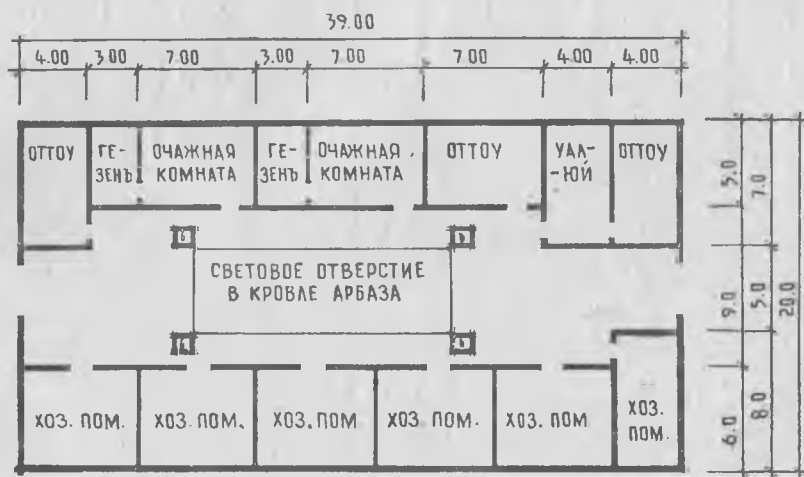 39.00
4.00 3.00 7.00 3.00 7.00 7.00 4.00 4.00
ОТТОУ ГЕ- ОЧАЖНАЯ ГЕ- ОЧАЖНАЯ ОТТОУ УАЛ- ОТТОУ
ЗЕНЪ КОМНАТА ЗЕНЪ КОМНАТА -ЮЙ
5.0 7.0
СВЕТОВОЕ ОТВЕРСТИЕ
В КРОВЛЕ АРБАЗА
9.0 5.0 20.0
ХОЗ. ПОМ. ХОЗ. ПОМ. ХОЗ. ПОМ. ХОЗ. ПОМ. ХОЗ. ПОМ ХОЗ.
ПОМ.
6.0 8.0